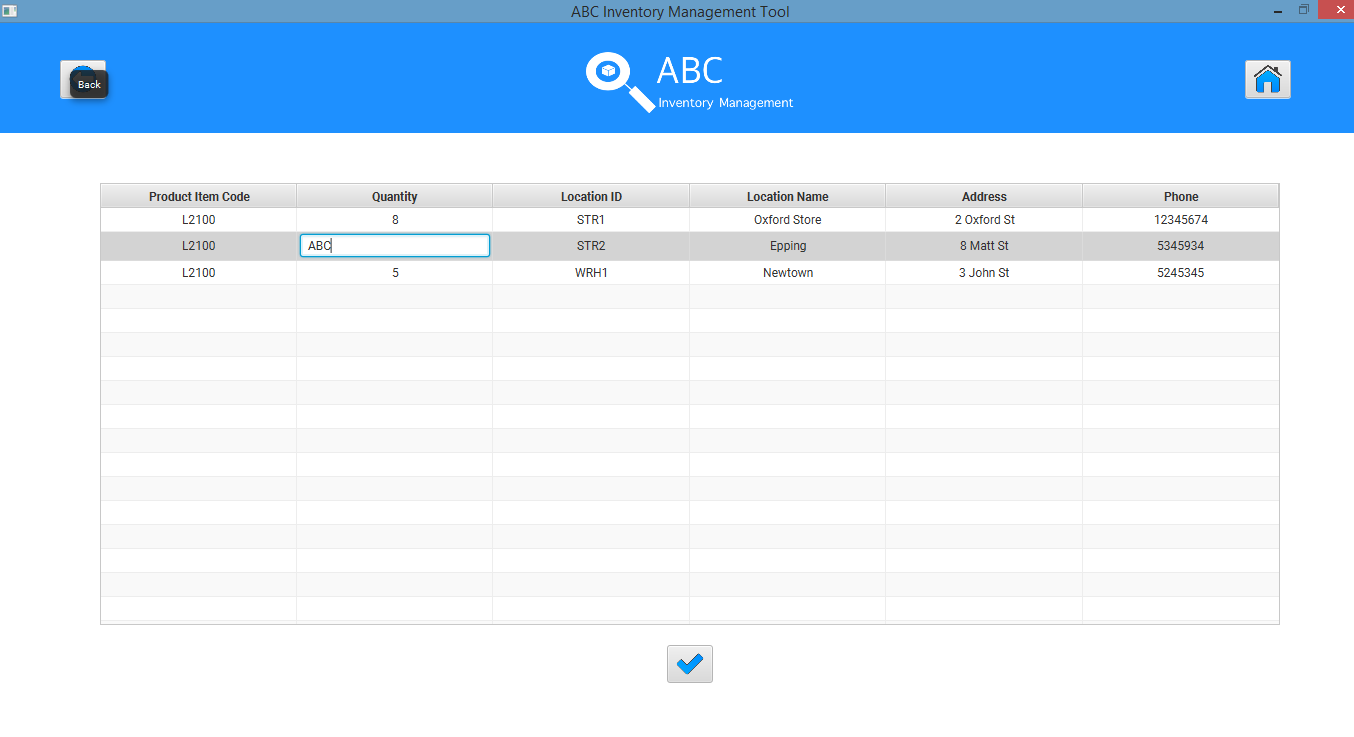 ABC Inventory Management Tool
Back
ABC
Inventory Management
Product Item Code Quantity Location ID Location Name Address Phone
L2100 8 STR1 Oxford Store 2 Oxford St 12345674
L2100 ABC STR2 Epping 8 Matt St 5345934
L2100 5 WRH1 Newtown 3 John St 5245345